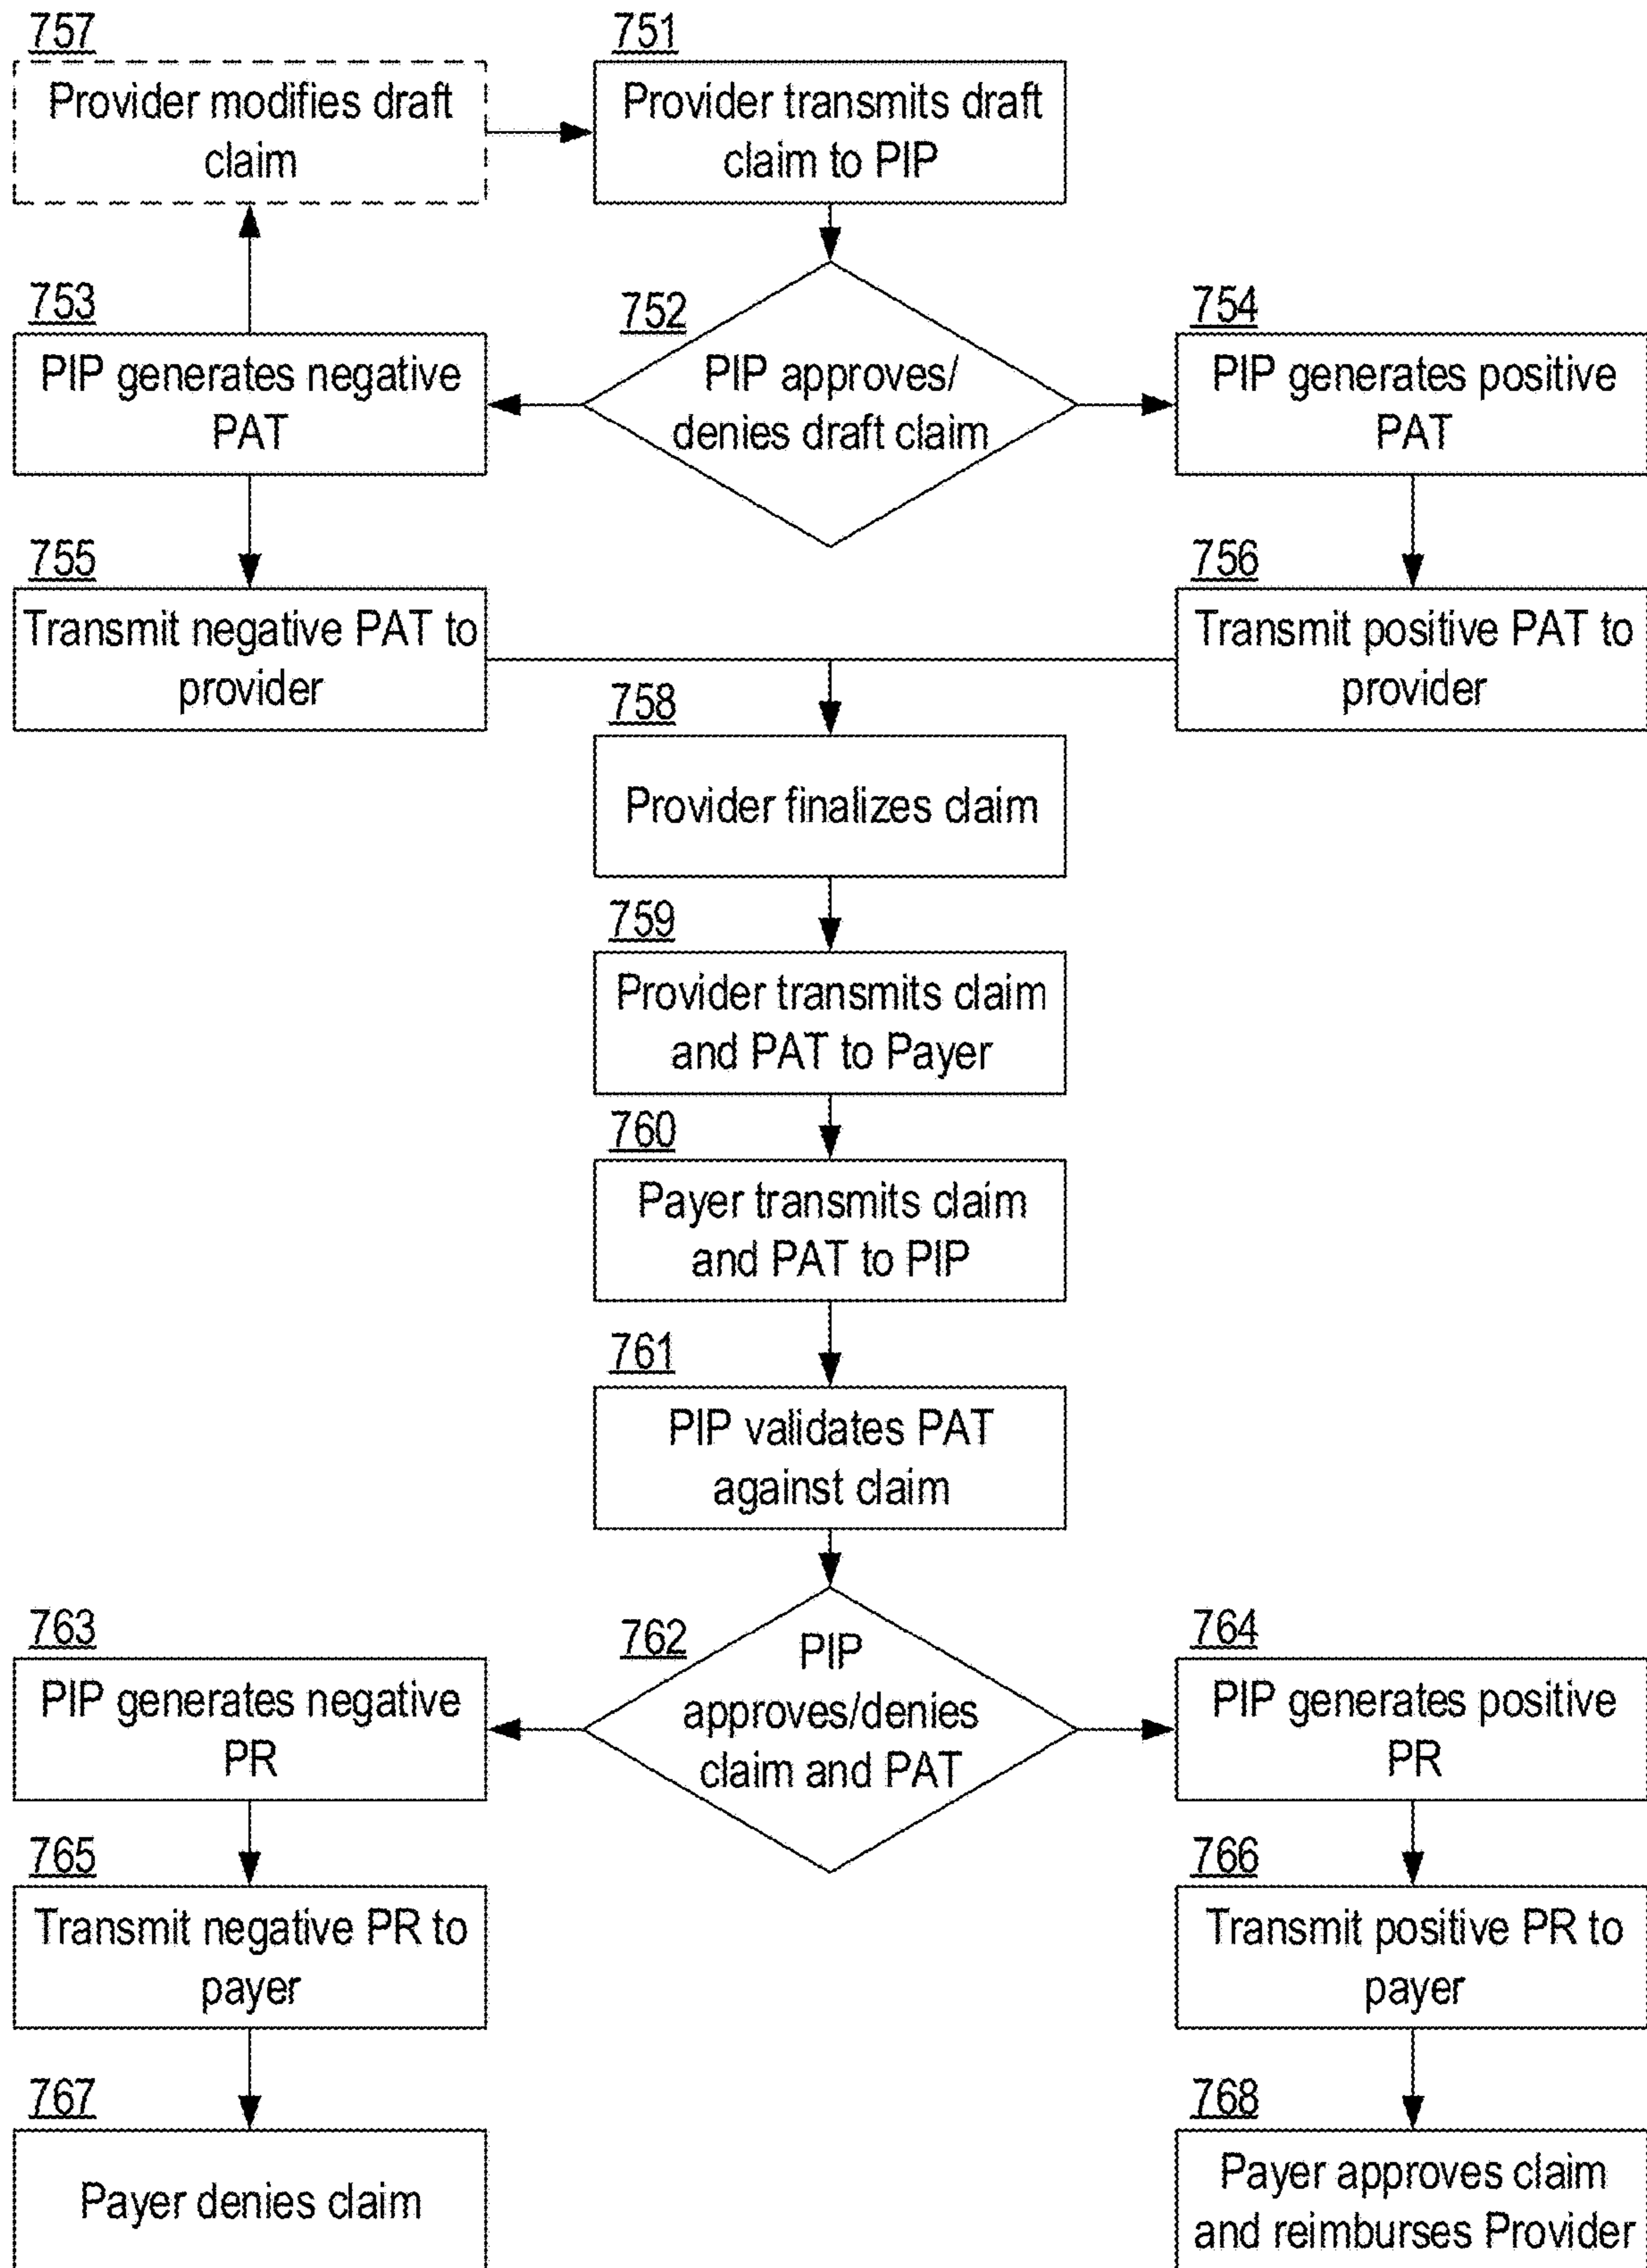 757
Provider modifies draft
claim
751
Provider transmits draft
claim to PIP
753
PIP generates negative
PAT
752
PIP approves/
denies draft claim
754
PIP generates positive
PAT
755
Transmit negative PAT to
provider
756
Transmit positive PAT to
provider
758
Provider finalizes claim
759
Provider transmits claim
and PAT to Payer
760
Payer transmits claim
and PAT to PIP
761
PIP validates PAT
against claim
763
PIP generates negative
PR
762
PIP
approves/denies
claim and PAT
764
PIP generates positive
PR
765
Transmit negative PR to
payer
766
Transmit positive PR to
payer
767
Payer denies claim
768
Payer approves claim
and reimburses Provider